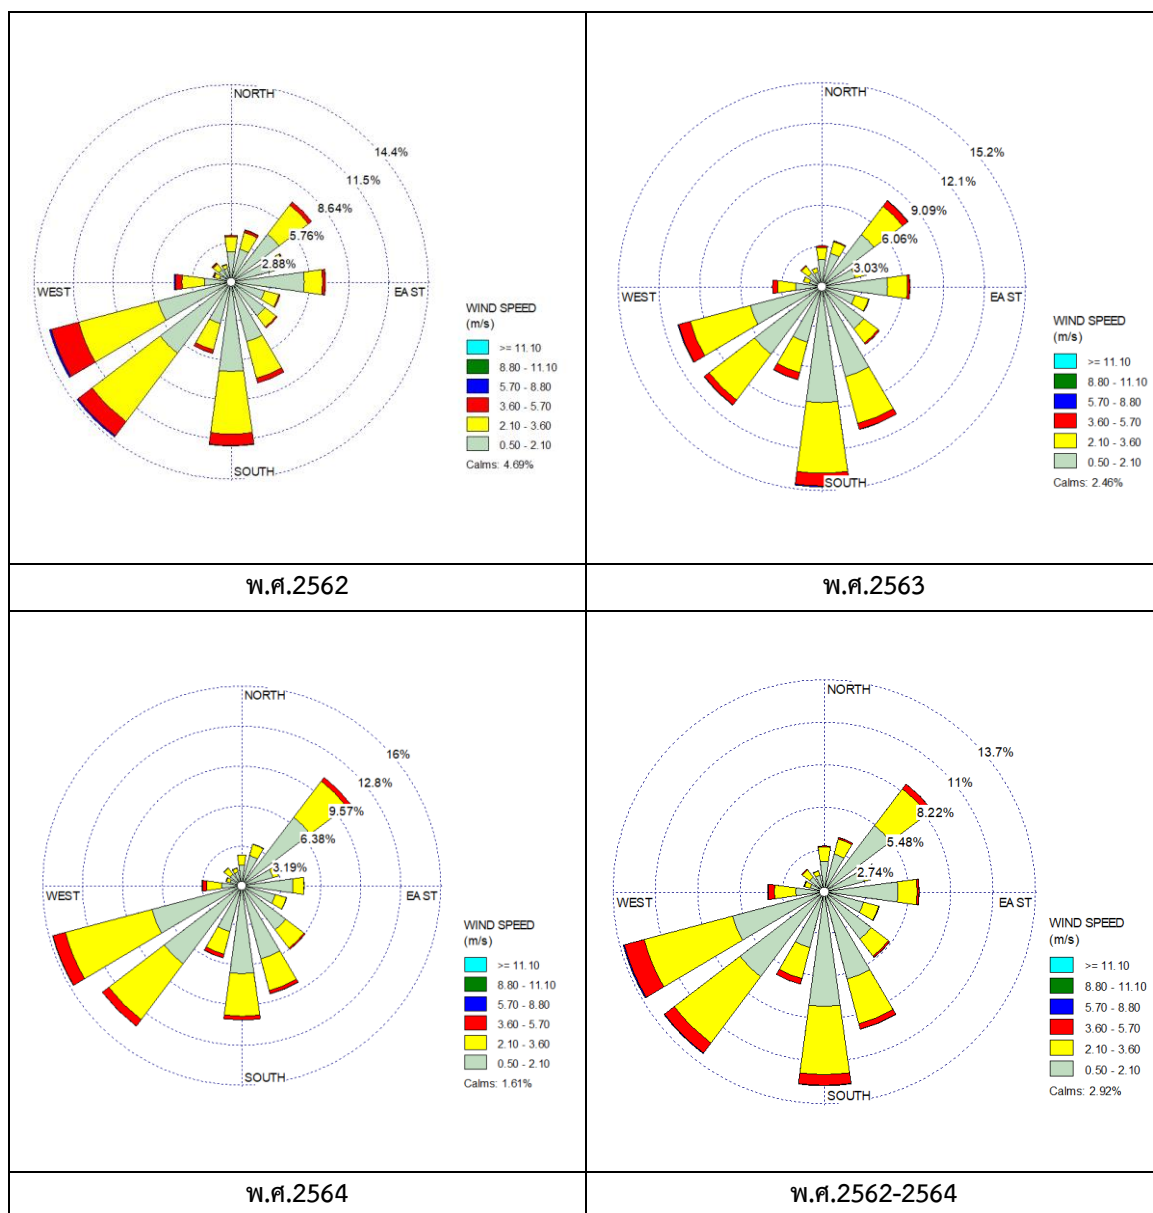 NORTH
14.4%
11.5%
8.64%
5.76%
2.88%
WEST
EAST
SOUTH
WIND SPEED
(m/s)
>= 11.10
8.80 - 11.10
5.70 - 8.80
3.60 - 5.70
2.10 - 3.60
0.50 - 2.10
Calms: 4.69%
NORTH
15.2%
12.1%
9.09%
6.06%
3.03%
WEST
EAST
SOUTH
WIND SPEED
(m/s)
>= 11.10
8.80 - 11.10
5.70 - 8.80
3.60 - 5.70
2.10 - 3.60
0.50 - 2.10
Calms: 2.46%
พ.ศ.2562
พ.ศ.2563
NORTH
16%
12.8%
9.57%
6.38%
3.19%
WEST
EAST
SOUTH
WIND SPEED
(m/s)
>= 11.10
8.80 - 11.10
5.70 - 8.80
3.60 - 5.70
2.10 - 3.60
0.50 - 2.10
Calms: 1.61%
NORTH
13.7%
11%
8.22%
5.48%
2.74%
WEST
EAST
SOUTH
WIND SPEED
(m/s)
>= 11.10
8.80 - 11.10
5.70 - 8.80
3.60 - 5.70
2.10 - 3.60
0.50 - 2.10
Calms: 2.92%
พ.ศ.2564
พ.ศ.2562-2564